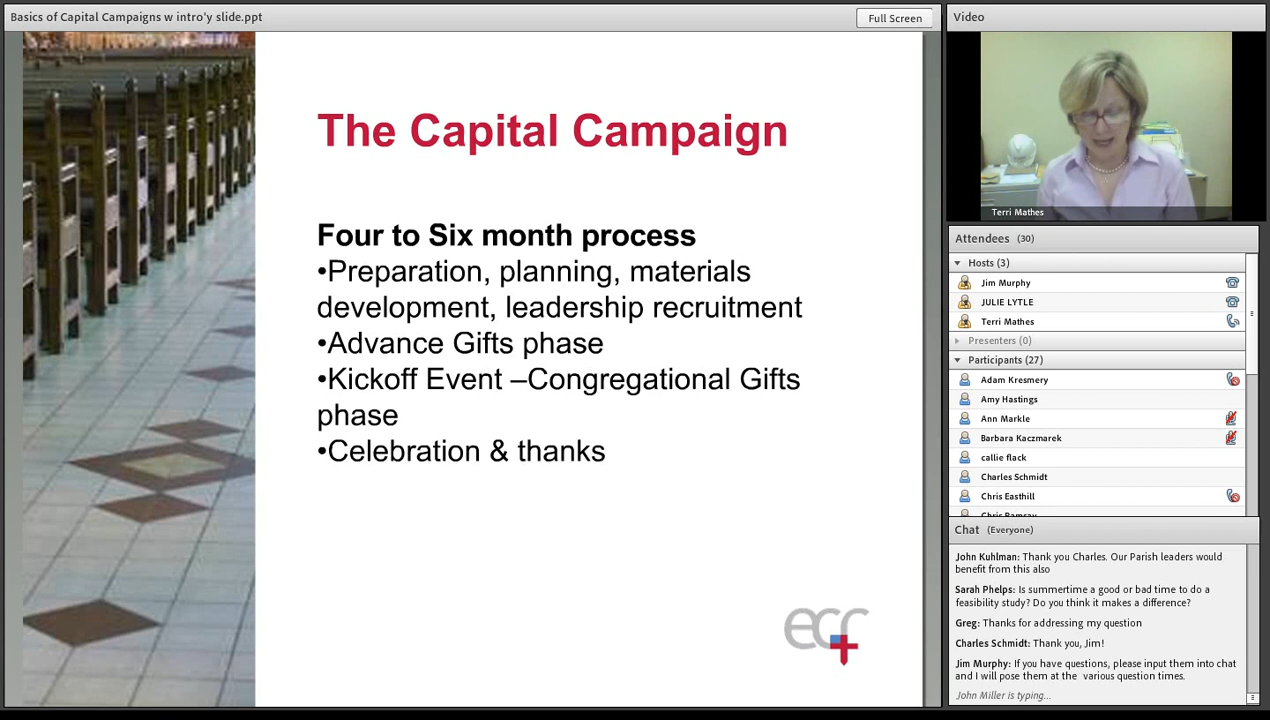 Basics of Capital Campaigns w intro'y slide.ppt
Full Screen
The Capital Campaign
Four to Six month process
•Preparation, planning, materials
development, leadership recruitment
•Advance Gifts phase
•Kickoff Event –Congregational Gifts
phase
•Celebration & thanks
ecf
Video
Terri Mathes
Attendees (30)
Hosts (3)
Jim Murphy
JULIE LYTLE
Terri Mathes
Presenters (0)
Participants (27)
Adam Kresmery
Amy Hastings
Ann Markle
Barbara Kaczmarek
callie flack
Charles Schmidt
Chris Easthill
Chris Ramsay
Chat (Everyone)
John Kuhlman: Thank you Charles. Our Parish leaders would
benefit from this also
Sarah Phelps: Is summertime a good or bad time to do a
feasibility study? Do you think it makes a difference?
Greg: Thanks for addressing my question
Charles Schmidt: Thank you, Jim!
Jim Murphy: If you have questions, please input them into chat
and I will pose them at the various question times.
John Miller is typing...